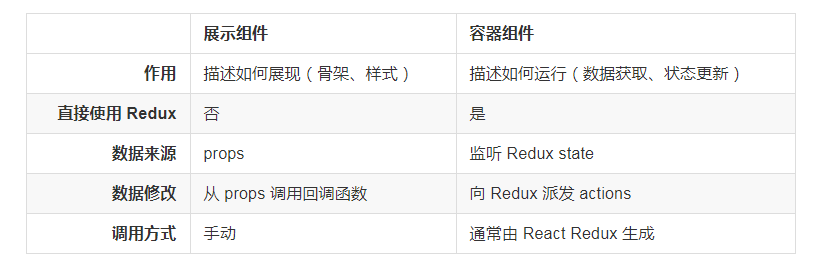 展示组件 容器组件
作用 描述如何展现（骨架、样式） 描述如何运行（数据获取、状态更新）
直接使用 Redux 否 是
数据来源 props 监听 Redux state
数据修改 从 props 调用回调函数 向 Redux 派发 actions
调用方式 手动 通常由 React Redux 生成